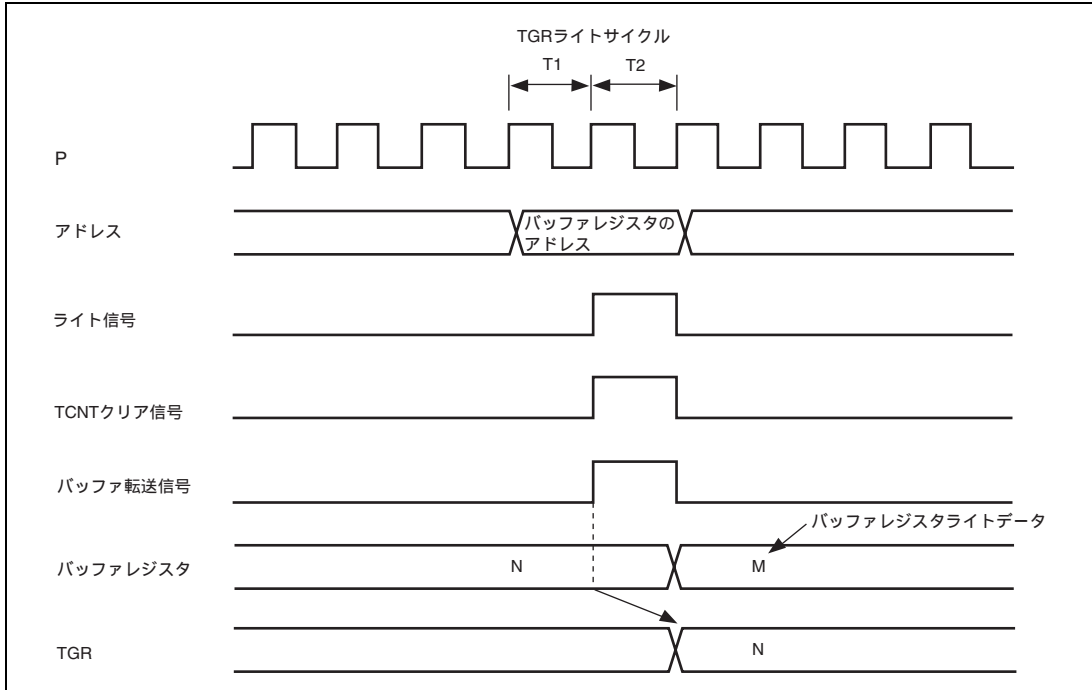 TGRライトサイクル
T1 T2
P
アドレス
バッファレジスタの
アドレス
ライト信号
TCNTクリア信号
バッファ転送信号
バッファレジスタライトデータ
バッファレジスタ N M
TGR N